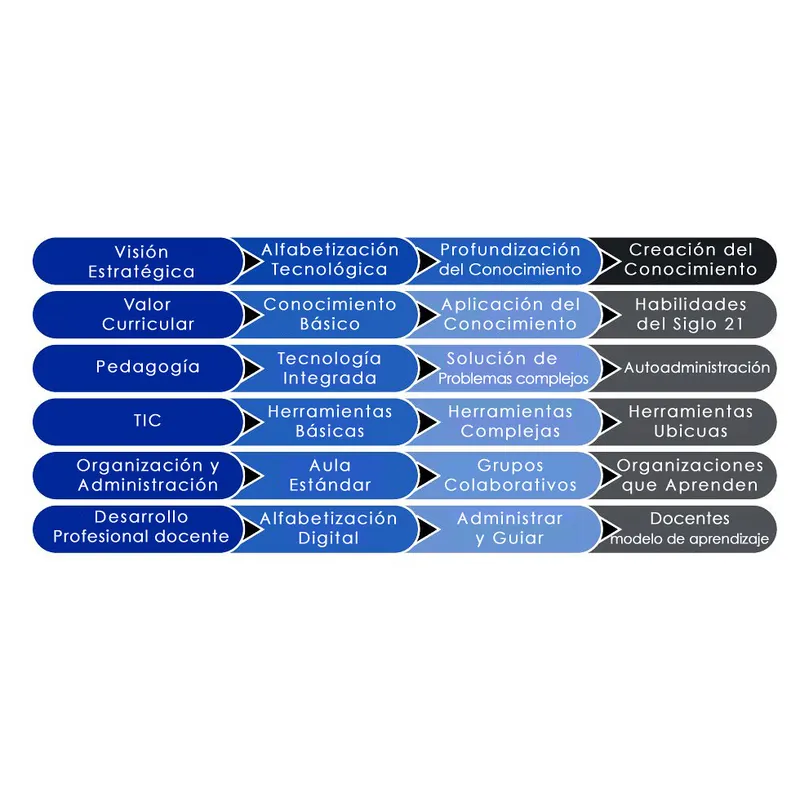 Visión
Estratégica
Alfabetización
Tecnológica
Profundización
del Conocimiento
Creación del
Conocimiento
Valor
Curricular
Conocimiento
Básico
Aplicación del
Conocimiento
Habilidades
del Siglo 21
Pedagogía
Tecnología
Integrada
Solución de
Problemas complejos
Autoadministración
TIC
Herramientas
Básicas
Herramientas
Complejas
Herramientas
Ubicuas
Organización y
Administración
Aula
Estándar
Grupos
Colaborativos
Organizaciones
que Aprenden
Desarrollo
Profesional docente
Alfabetización
Digital
Administrar
y Guiar
Docentes
modelo de aprendizaje